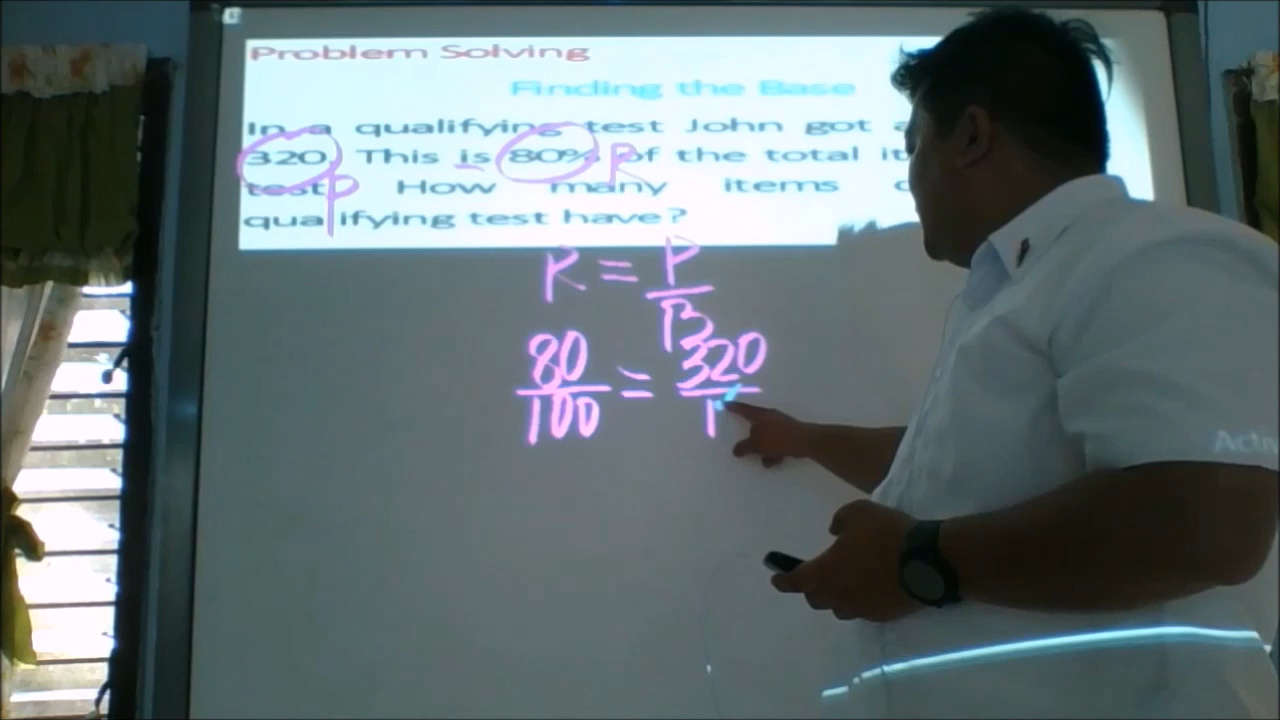 Problem Solving
Finding the Base
In a qualifying test John got
320. This is 80% of the total
P R
test. How many items
qualifying test have?
R = P
B
80 = 320
100